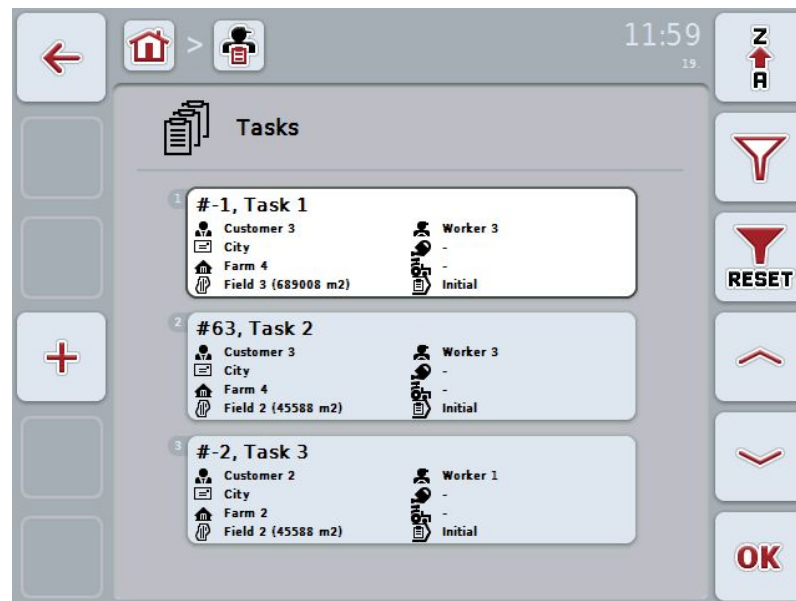 11:59
19.
Z
A
Tasks
1
#-1, Task 1
Customer 3 Worker 3
City -
Farm 4 -
Field 3 (689008 m2) Initial
RESET
2
#63, Task 2
Customer 3 Worker 3
City -
Farm 4 -
Field 2 (45588 m2) Initial
3
#-2, Task 3
Customer 2 Worker 1
City -
Farm 2 -
Field 2 (45588 m2) Initial
OK